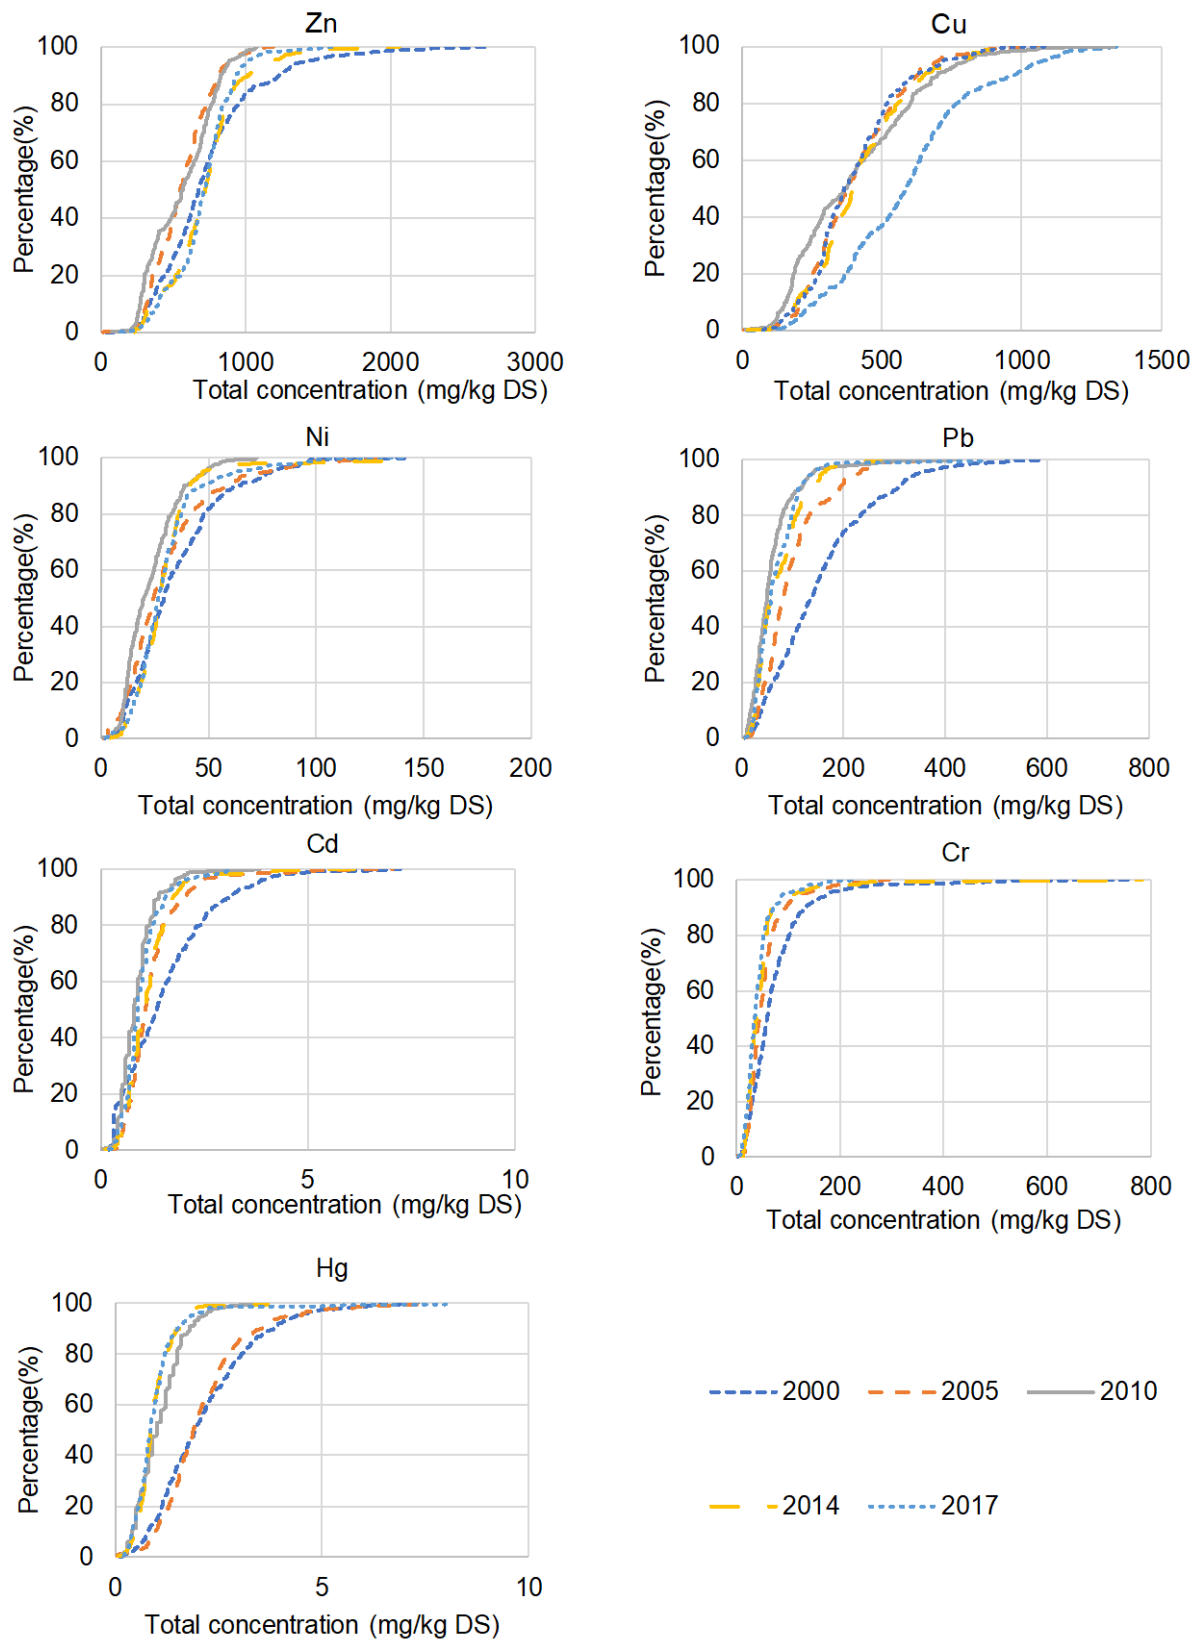 Zn
100
80
60
40
20
0
Percentage(%)
0 1000 2000 3000
Total concentration (mg/kg DS)
Cu
100
80
60
40
20
0
Percentage(%)
0 500 1000 1500
Total concentration (mg/kg DS)
Ni
100
80
60
40
20
0
Percentage(%)
0 50 100 150 200
Total concentration (mg/kg DS)
Pb
100
80
60
40
20
0
Percentage(%)
0 200 400 600 800
Total concentration (mg/kg DS)
Cd
100
80
60
40
20
0
Percentage(%)
0 5 10
Total concentration (mg/kg DS)
Cr
100
80
60
40
20
0
Percentage(%)
0 200 400 600 800
Total concentration (mg/kg DS)
Hg
100
80
60
40
20
0
Percentage(%)
0 5 10
Total concentration (mg/kg DS)
2000 2005 2010
2014 2017